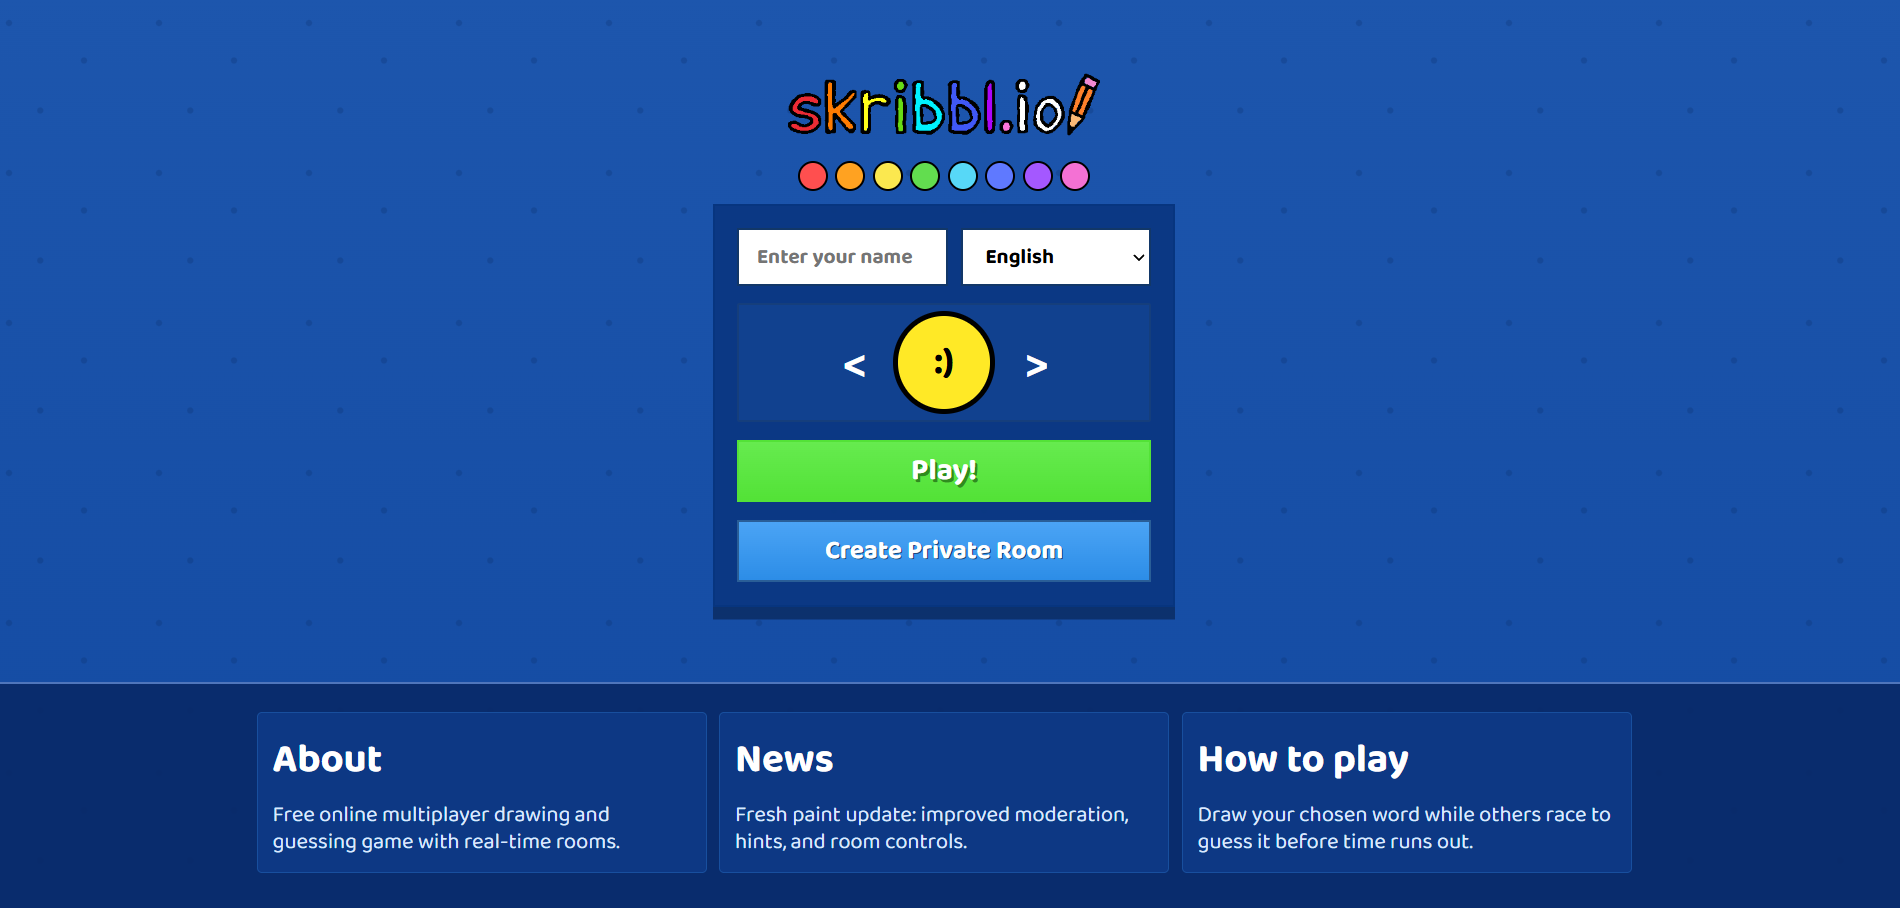 skribbl.io
Enter your name
English
< :) >
Play!
Create Private Room
About
Free online multiplayer drawing and
guessing game with real-time rooms.
News
Fresh paint update: improved moderation,
hints, and room controls.
How to play
Draw your chosen word while others race to
guess it before time runs out.